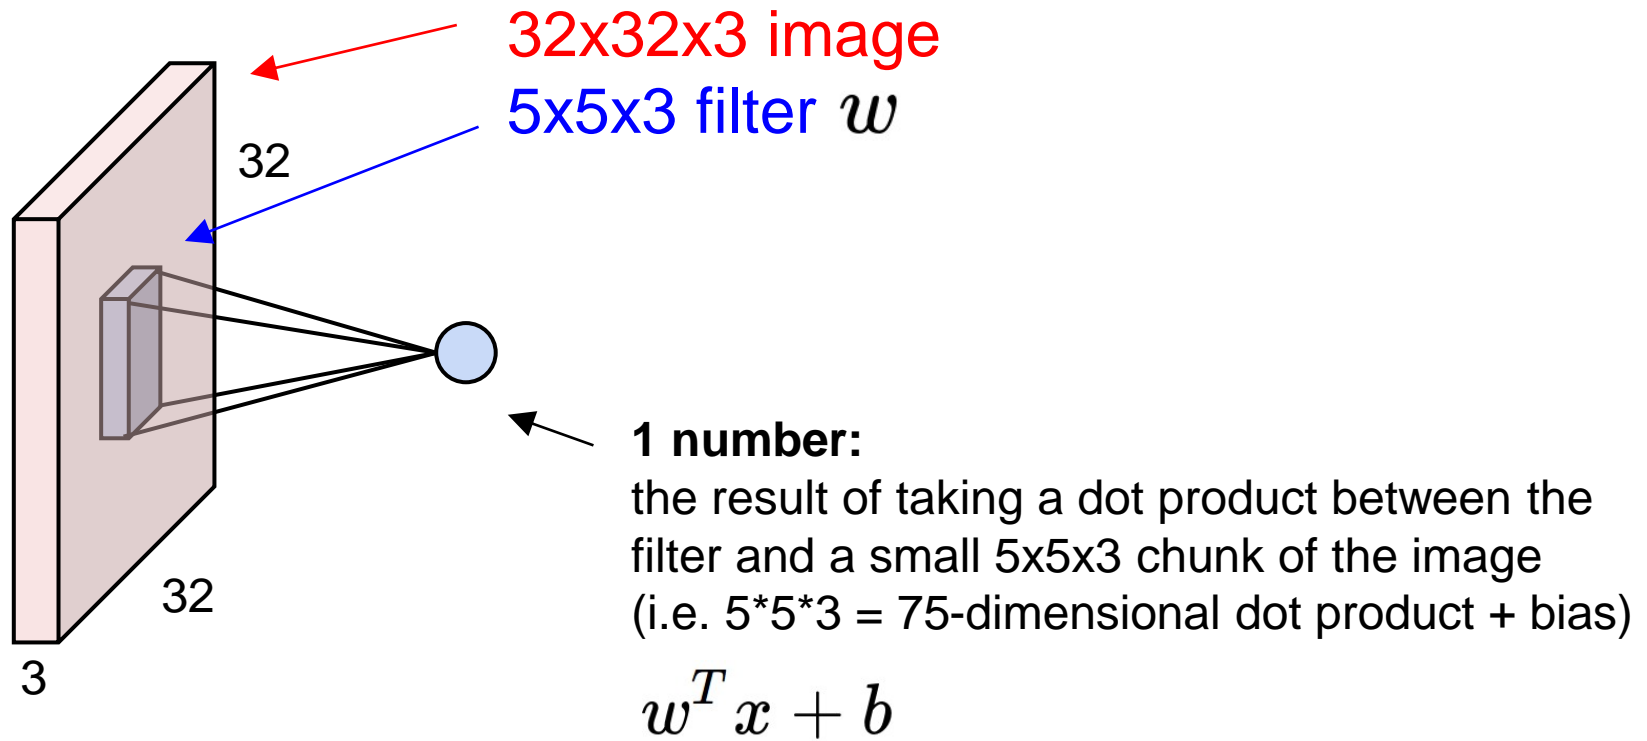 32x32x3 image
5x5x3 filter w
32
32
3
1 number:
the result of taking a dot product between the
filter and a small 5x5x3 chunk of the image
(i.e. 5*5*3 = 75-dimensional dot product + bias)
w^T x + b